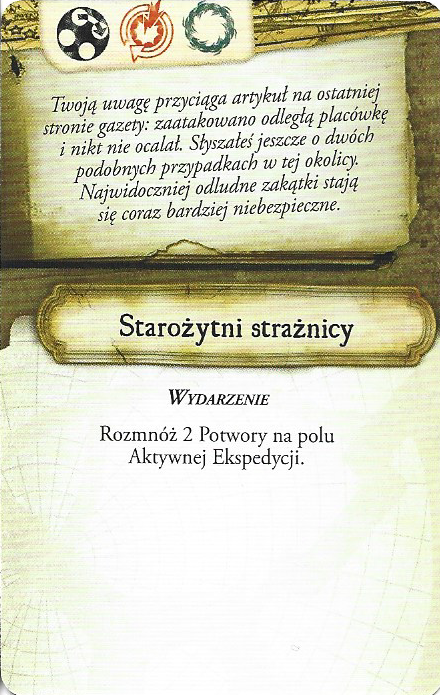 Twoją uwagę przyciąga artykuł na ostatniej
stronie gazety: zaatakowano odległą placówkę
i nikt nie ocalał. Słyszałeś jeszcze o dwóch
podobnych przypadkach w tej okolicy.
Najwidoczniej odludne zakątki stają
się coraz bardziej niebezpieczne.
Starożytni strażnicy
Wydarzenie
Rozmnóż 2 Potwory na polu
Aktywnej Ekspedycji.